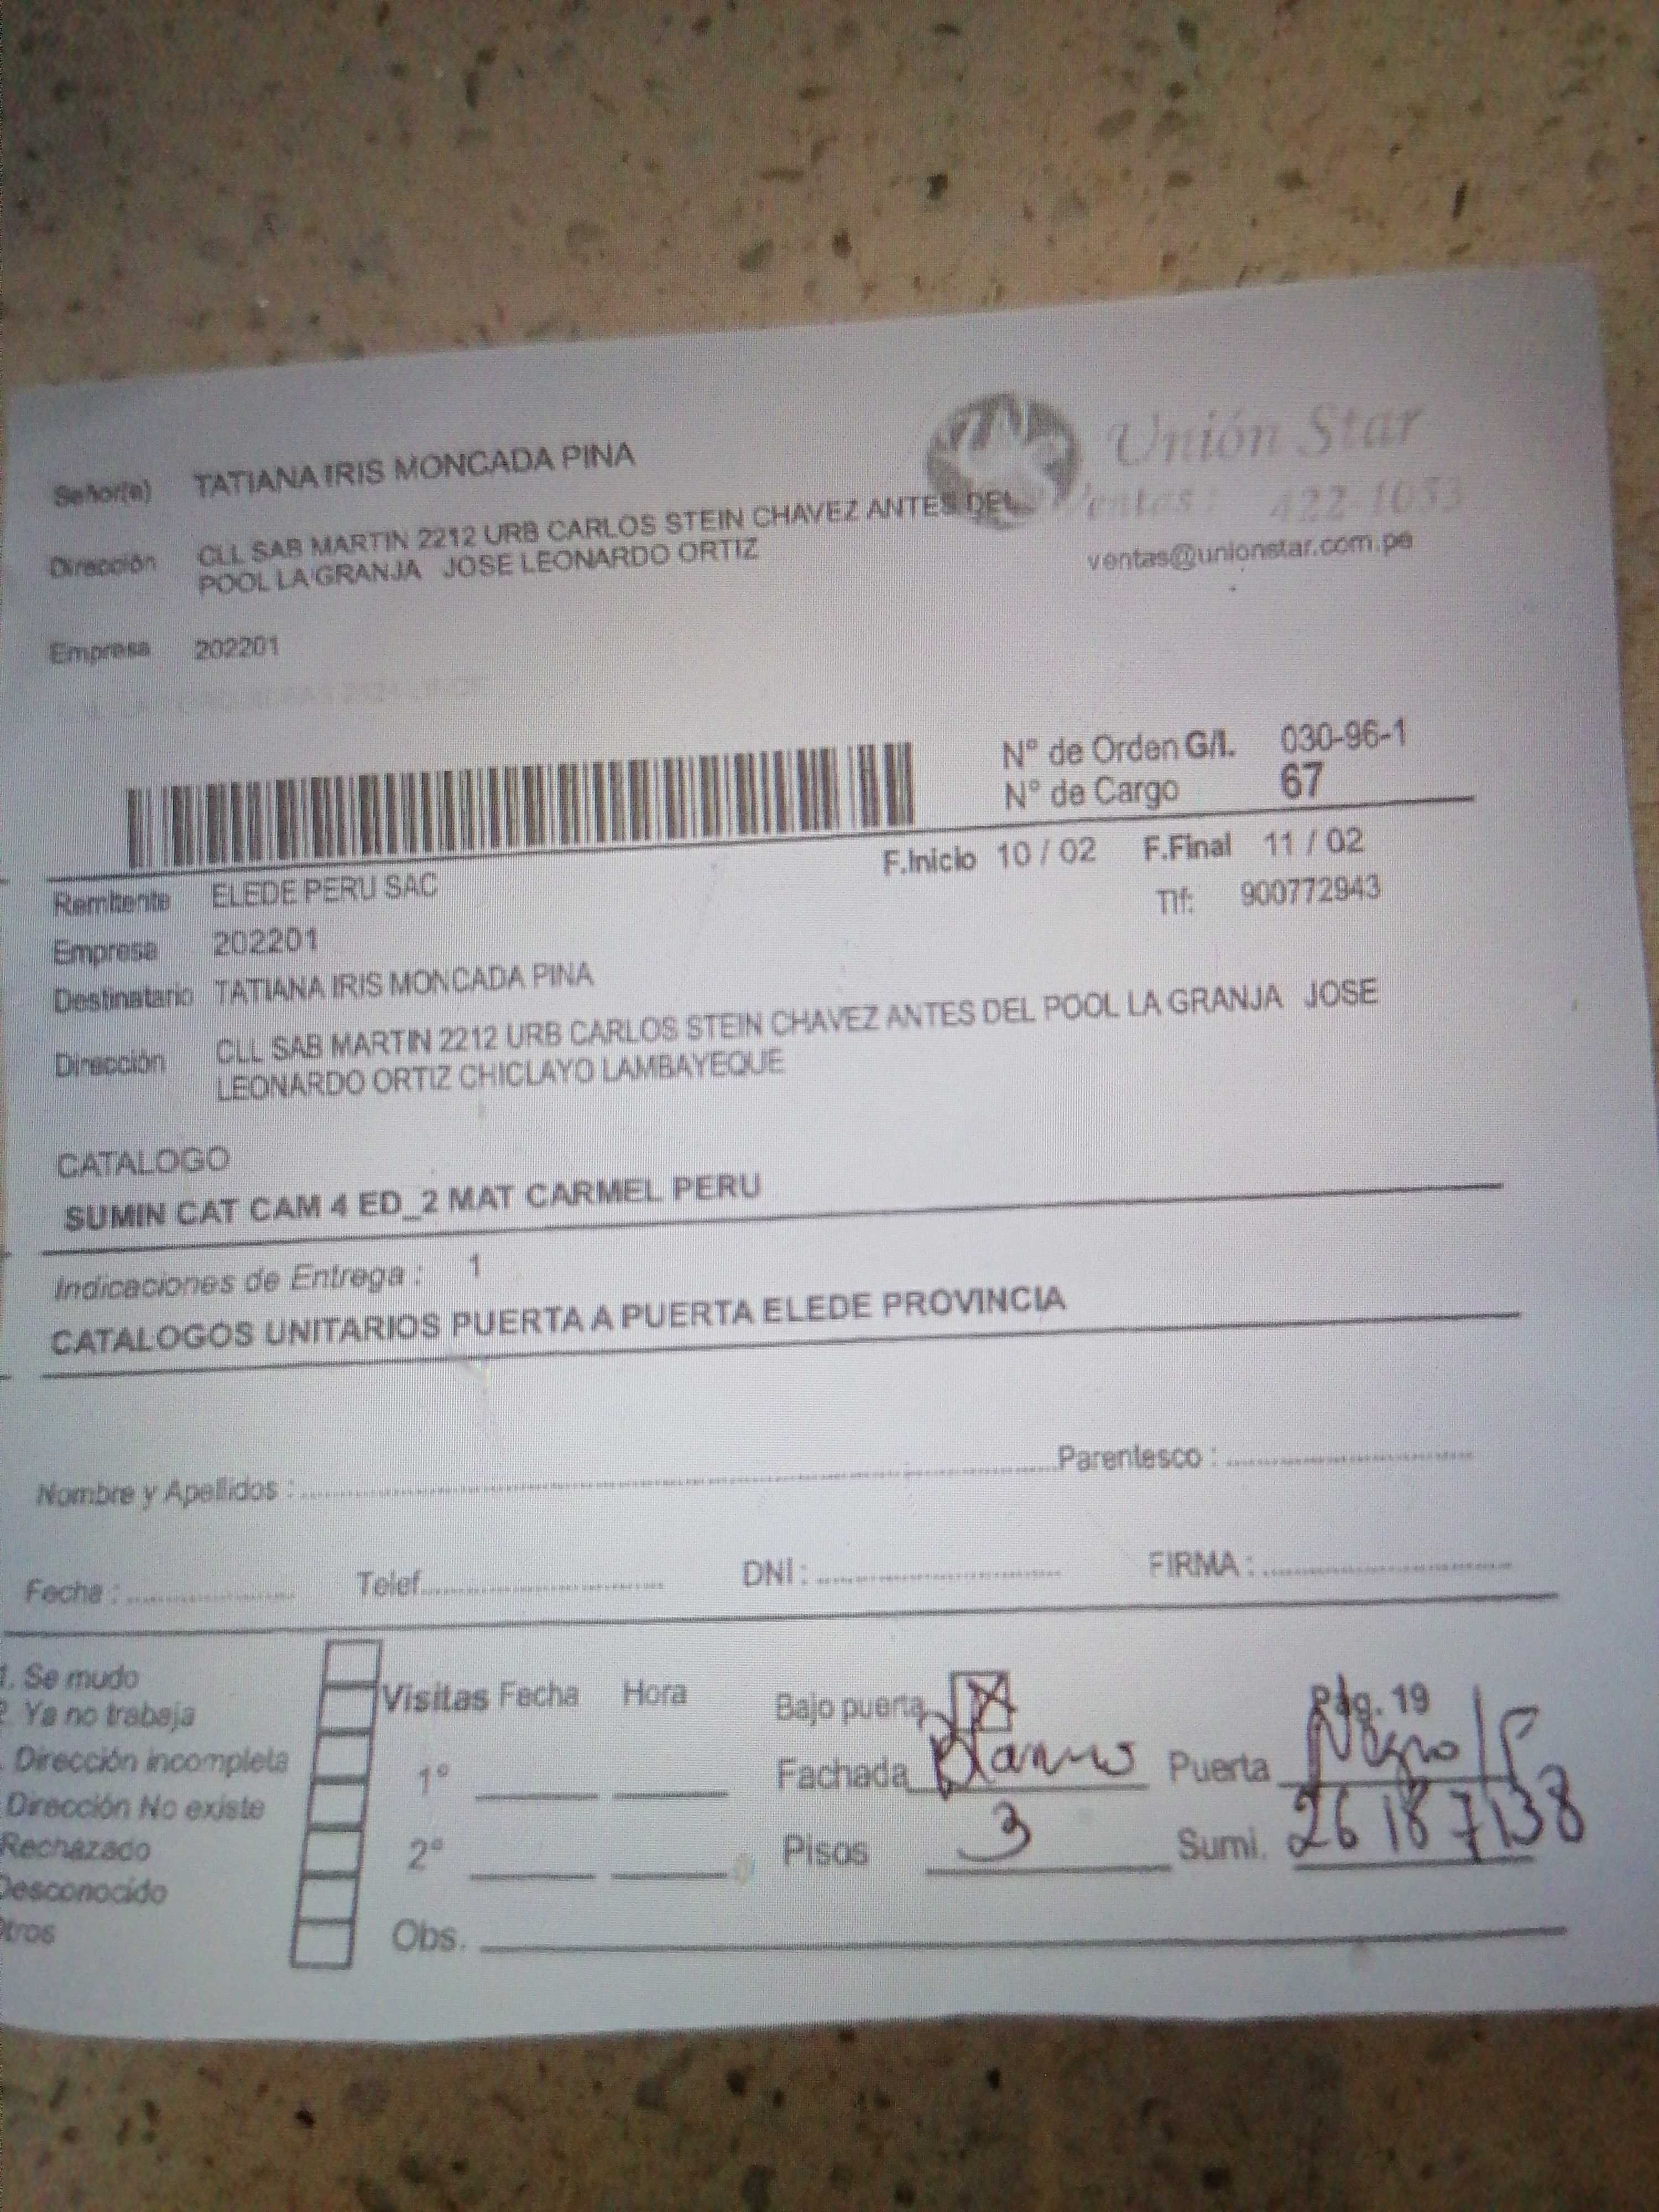 Unión Star
Señor(a) TATIANA IRIS MONCADA PINA
Ventas: 422-1053
Dirección CLL SAB MARTIN 2212 URB CARLOS STEIN CHAVEZ ANTES DEL
POOL LA GRANJA JOSE LEONARDO ORTIZ
ventas@unionstar.com.pe
Empresa 202201
N° de Orden G/I. 030-96-1
N° de Cargo 67
F.Inicio 10 / 02 F.Final 11 / 02
Remitente ELEDE PERU SAC
Tlf: 900772943
Empresa 202201
Destinatario TATIANA IRIS MONCADA PINA
Dirección CLL SAB MARTIN 2212 URB CARLOS STEIN CHAVEZ ANTES DEL POOL LA GRANJA JOSE
LEONARDO ORTIZ CHICLAYO LAMBAYEQUE
CATALOGO
SUMIN CAT CAM 4 ED_2 MAT CARMEL PERU
Indicaciones de Entrega : 1
CATALOGOS UNITARIOS PUERTA A PUERTA ELEDE PROVINCIA
Nombre y Apellidos : Parentesco :
Fecha : Telef. DNI : FIRMA :
1. Se mudo
Ya no trabaja
Dirección incompleta
Dirección No existe
Rechazado
Desconocido
Otros
Visitas Fecha Hora
1°
2°
Obs.
Bajo puerta X Pág. 19
Fachada Blanco Puerta Negro/F
Pisos 3 Sumi. 26187138